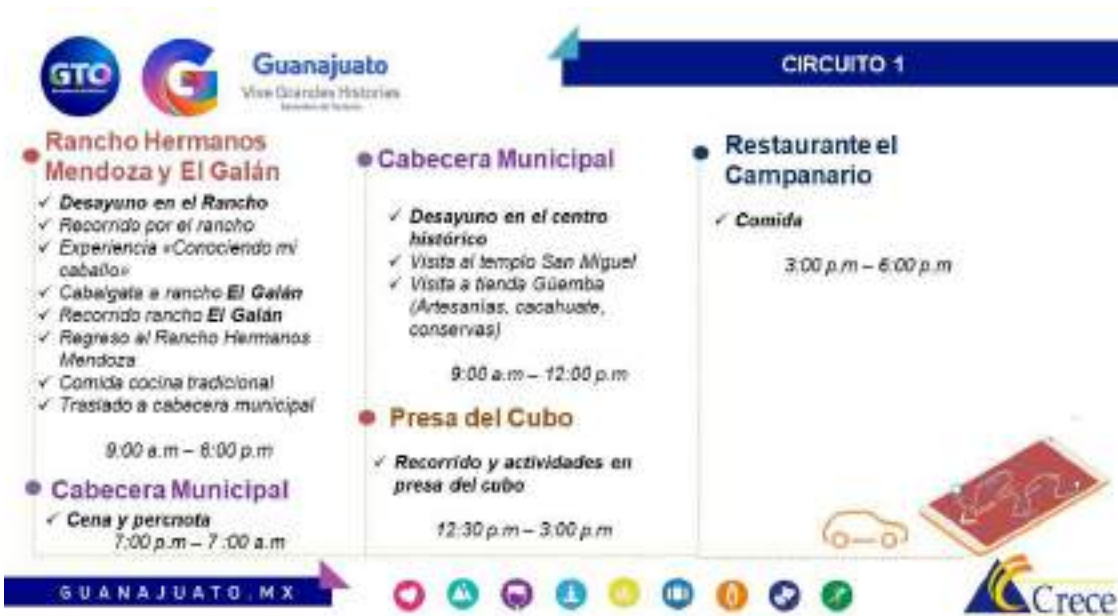 GTO
Guanajuato
Vive Grandes Historias
CIRCUITO 1
Rancho Hermanos
Mendoza y El Galán
✓ Desayuno en el Rancho
✓ Recorrido por el rancho
✓ Experiencia «Conociendo mi
caballo»
✓ Cabalgata a rancho El Galán
✓ Recorrido rancho El Galán
✓ Regreso al Rancho Hermanos
Mendoza
✓ Comida cocina tradicional
✓ Traslado a cabecera municipal
9:00 a.m – 6:00 p.m
Cabecera Municipal
✓ Cena y percnota
7:00 p.m – 7:00 a.m
Cabecera Municipal
✓ Desayuno en el centro
histórico
✓ Visita al templo San Miguel
✓ Visita a tienda Güemba
(Artesanías, cacahuate,
conservas)
9:00 a.m – 12:00 p.m
Presa del Cubo
✓ Recorrido y actividades en
presa del cubo
12:30 p.m – 3:00 p.m
Restaurante el
Campanario
✓ Comida
3:00 p.m – 6:00 p.m
GUANAJUATO.MX
Crece